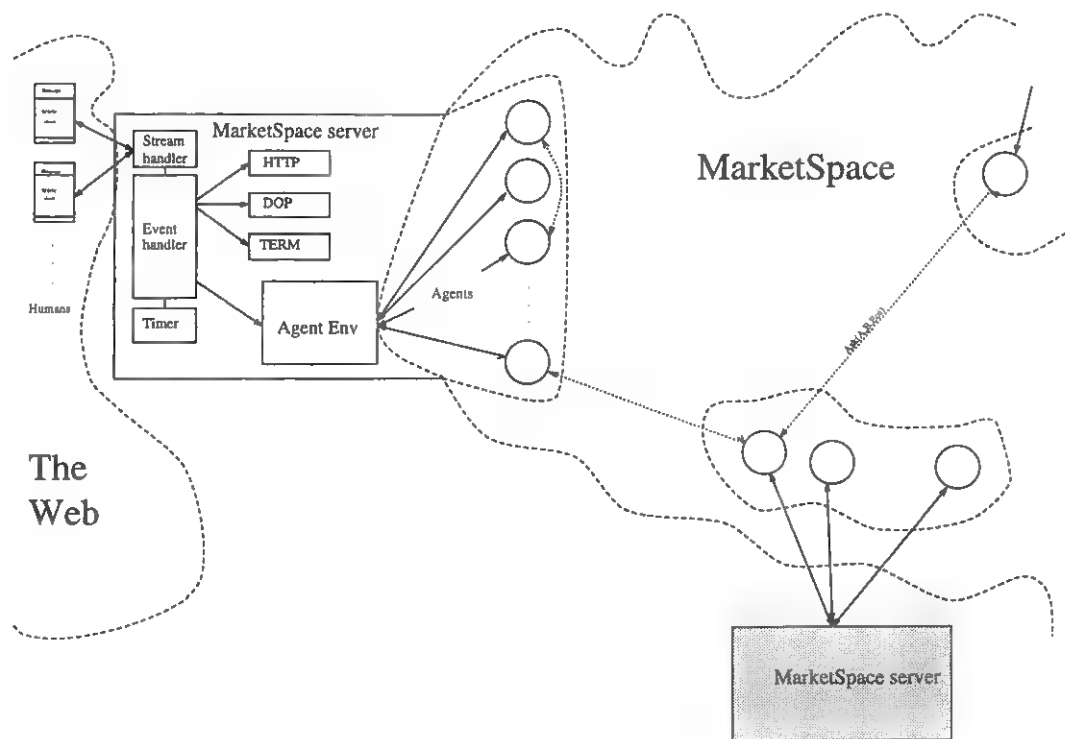 MarketSpace server
Stream
handler
HTTP
DOP
TERM
Event
handler
Timer
Agent Env
Agents
Humans
MarketSpace
The
Web
MarketSpace server